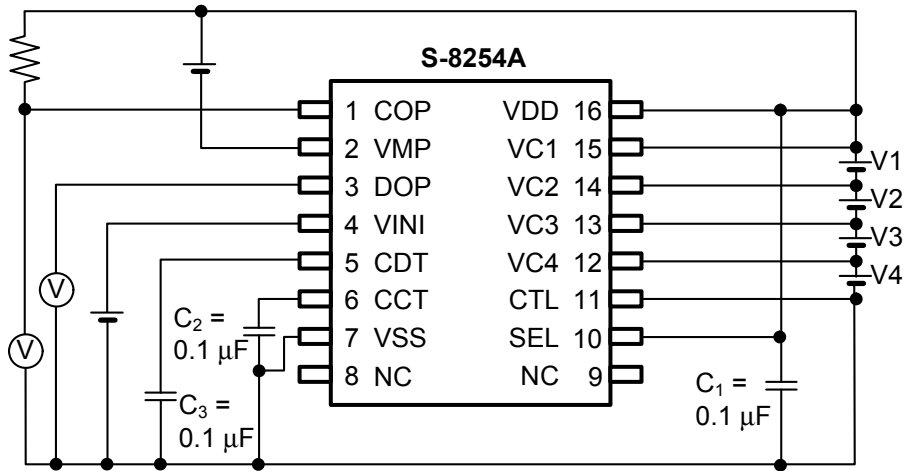 S-8254A
1 COP VDD 16
2 VMP VC1 15
3 DOP VC2 14
4 VINI VC3 13
5 CDT VC4 12
6 CCT CTL 11
7 VSS SEL 10
8 NC NC 9
V1
V2
V3
V4
V
V
C₂ =
0.1 μF
C₃ =
0.1 μF
C₁ =
0.1 μF